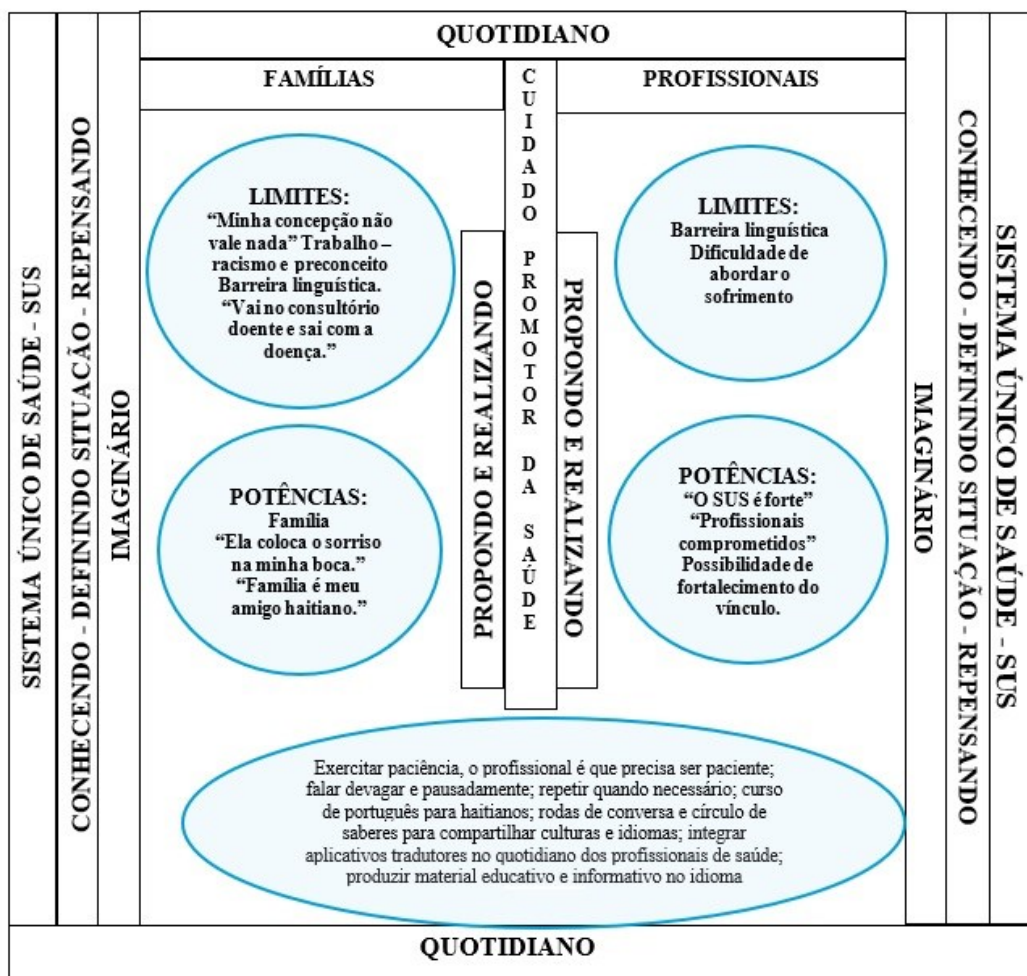 QUOTIDIANO
SISTEMA ÚNICO DE SAÚDE - SUS
CONHECENDO - DEFININDO SITUAÇÃO - REPENSANDO
IMAGINÁRIO
FAMÍLIAS
LIMITES:
“Minha concepção não
vale nada” Trabalho –
racismo e preconceito
Barreira linguística.
“Vai no consultório
doente e sai com a
doença.”
POTÊNCIAS:
Família
“Ela coloca o sorriso
na minha boca.”
“Família é meu
amigo haitiano.”
PROPONDO E REALIZANDO
CUIDADO PROMOTOR DA SAÚDE
PROPONDO E REALIZANDO
PROFISSIONAIS
LIMITES:
Barreira linguística
Dificuldade de
abordar o
sofrimento
POTÊNCIAS:
“O SUS é forte”
“Profissionais
comprometidos”
Possibilidade de
fortalecimento do
vínculo.
IMAGINÁRIO
CONHECENDO - DEFININDO SITUAÇÃO - REPENSANDO
SISTEMA ÚNICO DE SAÚDE - SUS
Exercitar paciência, o profissional é que precisa ser paciente;
falar devagar e pausadamente; repetir quando necessário; curso
de português para haitianos; rodas de conversa e círculo de
saberes para compartilhar culturas e idiomas; integrar
aplicativos tradutores no quotidiano dos profissionais de saúde;
produzir material educativo e informativo no idioma
QUOTIDIANO